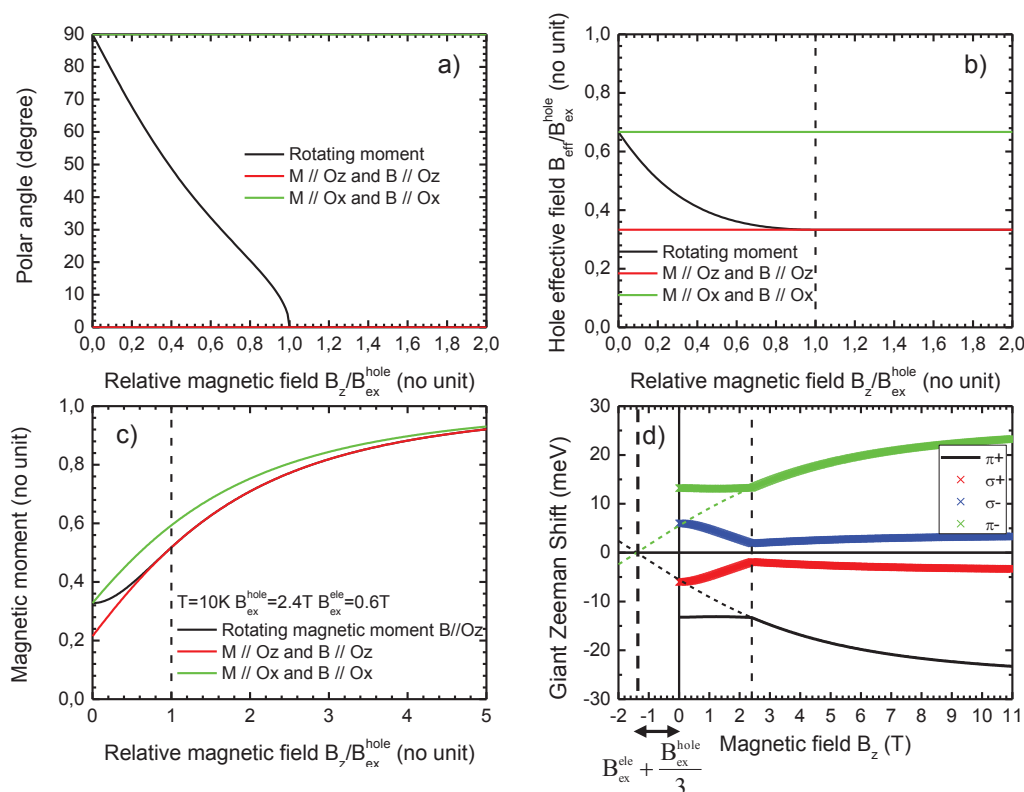 a)
90
80
70
60
50
40
30
20
10
0
Polar angle (degree)
Rotating moment
M // Oz and B // Oz
M // Ox and B // Ox
0,0 0,2 0,4 0,6 0,8 1,0 1,2 1,4 1,6 1,8 2,0
Relative magnetic field B_z/B_ex^hole (no unit)
b)
1,0
0,8
0,6
0,4
0,2
0,0
Hole effective field B_eff/B_ex^hole (no unit)
Rotating moment
M // Oz and B // Oz
M // Ox and B // Ox
0,0 0,2 0,4 0,6 0,8 1,0 1,2 1,4 1,6 1,8 2,0
Relative magnetic field B_z/B_ex^hole (no unit)
c)
1,0
0,8
0,6
0,4
0,2
0,0
Magnetic moment (no unit)
T=10K B_ex^hole=2.4T B_ex^ele=0.6T
Rotating magnetic moment B//Oz
M // Oz and B // Oz
M // Ox and B // Ox
0 1 2 3 4 5
Relative magnetic field B_z/B_ex^hole (no unit)
d)
30
20
10
0
-10
-20
-30
Giant Zeeman Shift (meV)
π+
σ+
σ-
π-
-2 -1 0 1 2 3 4 5 6 7 8 9 10 11
Magnetic field B_z (T)
B_ex^ele + B_ex^hole/3